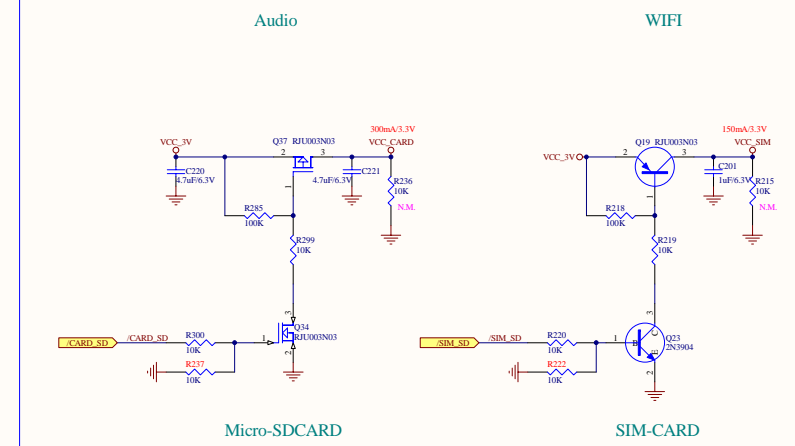 Audio
WIFI
300mA/3.3V
VCC_3V
Q37 RJU003N03
VCC_CARD
2
3
C220
4.7uF/6.3V
1
4.7uF/6.3V
C221
R236
10K
N.M.
R285
100K
R299
10K
3
Q34
RJU003N03
/CARD_SD
/CARD_SD
R300
10K
1
2
R237
10K
Micro-SDCARD
150mA/3.3V
Q19 RJU003N03
VCC_SIM
VCC_3V
2
3
C201
1uF/6.3V
R215
10K
N.M.
1
R218
100K
R219
10K
3
C
Q23
2N3904
/SIM_SD
/SIM_SD
R220
10K
1
B
E
2
R222
10K
SIM-CARD